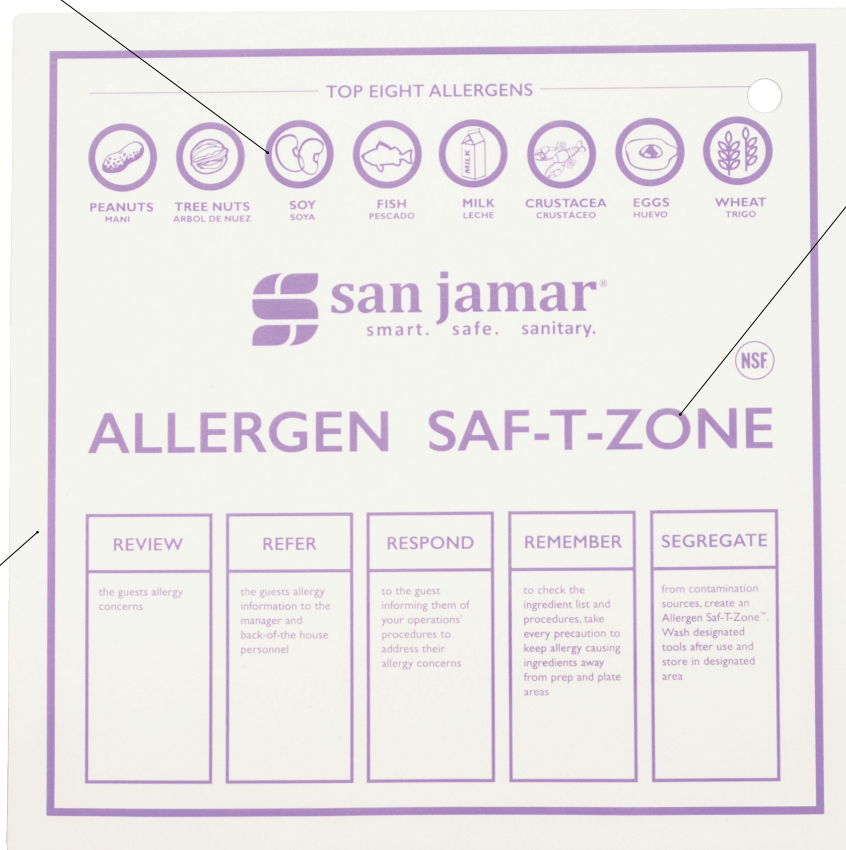 TOP EIGHT ALLERGENS
MILK
PEANUTS
MANI
TREE NUTS
ARBOL DE NUEZ
SOY
SOYA
FISH
PESCADO
MILK
LECHE
CRUSTACEA
CRUSTÁCEO
EGGS
HUEVO
WHEAT
TRIGO
san jamar®
smart. safe. sanitary.
NSF
ALLERGEN SAF-T-ZONE
REVIEW
the guests allergy
concerns
REFER
the guests allergy
information to the
manager and
back-of-the house
personnel
RESPOND
to the guest
informing them of
your operations'
procedures to
address their
allergy concerns
REMEMBER
to check the
ingredient list and
procedures, take
every precaution to
keep allergy causing
ingredients away
from prep and plate
areas
SEGREGATE
from contamination
sources, create an
Allergen Saf-T-Zone™.
Wash designated
tools after use and
store in designated
area